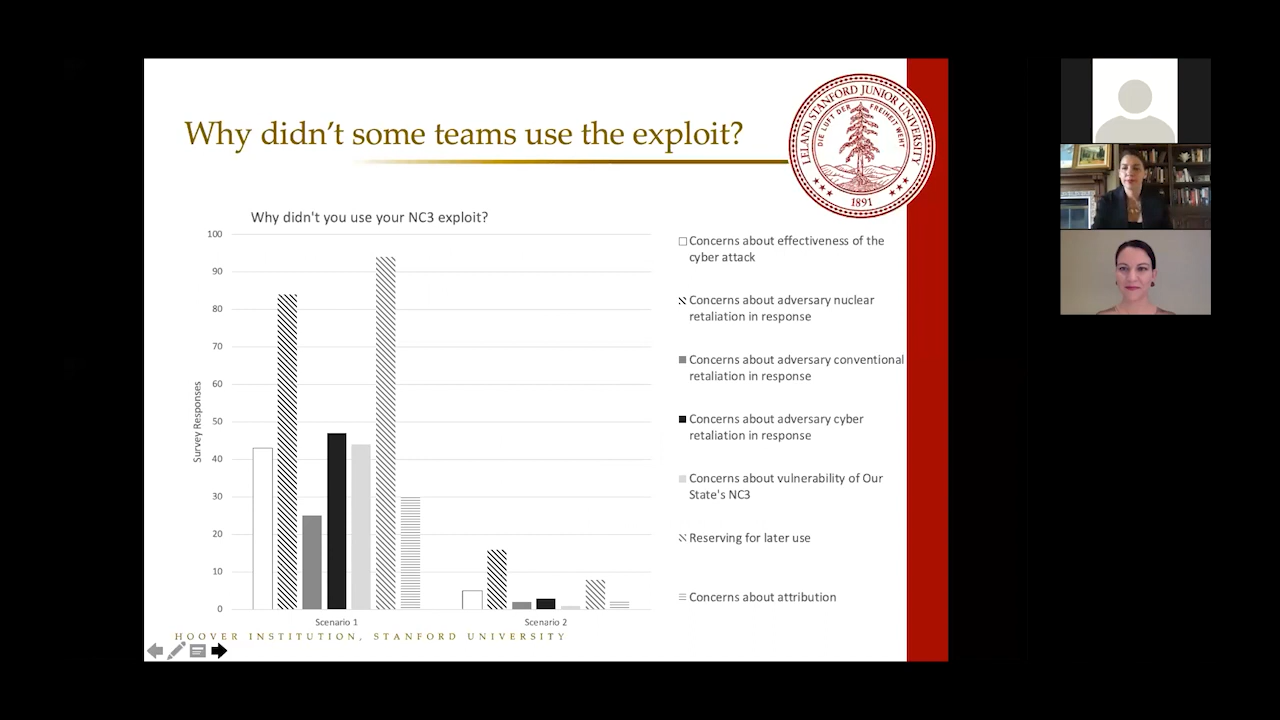 Why didn't some teams use the exploit?
LELAND STANFORD JUNIOR UNIVERSITY
DIE LUFT DER FREIHEIT WEHT
1891
Why didn't you use your NC3 exploit?
100
90
80
70
60
50
40
30
20
10
0
Survey Responses
Scenario 1
Scenario 2
Concerns about effectiveness of the
cyber attack
Concerns about adversary nuclear
retaliation in response
Concerns about adversary conventional
retaliation in response
Concerns about adversary cyber
retaliation in response
Concerns about vulnerability of Our
State's NC3
Reserving for later use
Concerns about attribution
HOOVER INSTITUTION, STANFORD UNIVERSITY